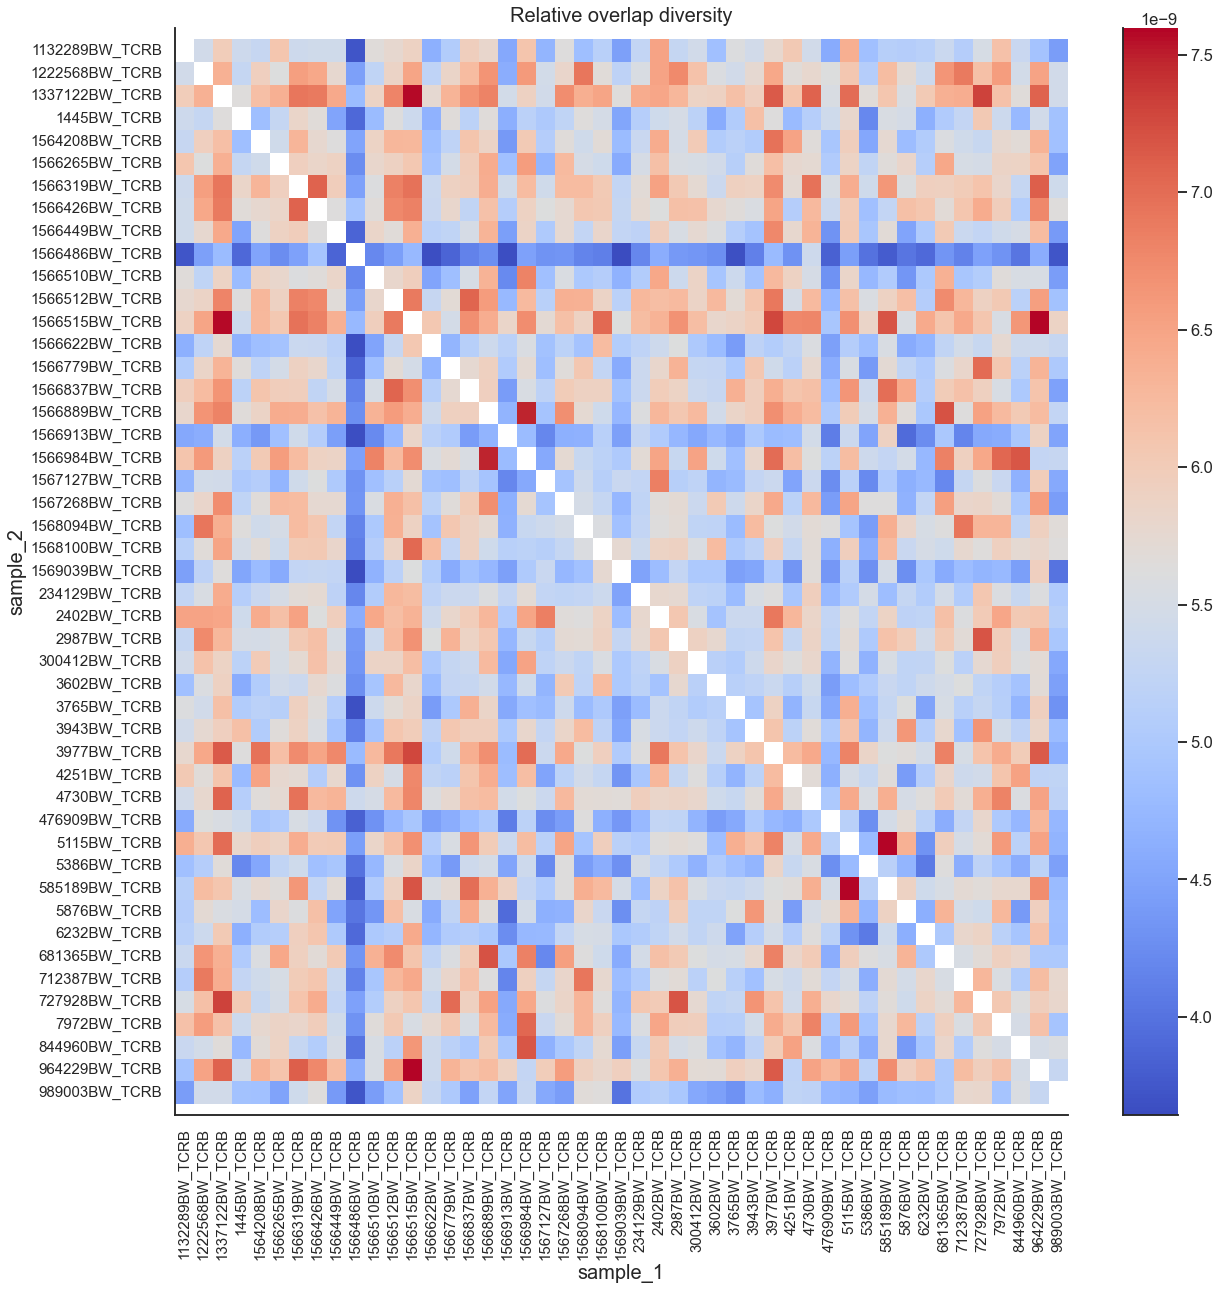 Relative overlap diversity
1e−9
1132289BW_TCRB
1222568BW_TCRB
1337122BW_TCRB
1445BW_TCRB
1564208BW_TCRB
1566265BW_TCRB
1566319BW_TCRB
1566426BW_TCRB
1566449BW_TCRB
1566486BW_TCRB
1566510BW_TCRB
1566512BW_TCRB
1566515BW_TCRB
1566622BW_TCRB
1566779BW_TCRB
1566837BW_TCRB
1566889BW_TCRB
1566913BW_TCRB
1566984BW_TCRB
1567127BW_TCRB
1567268BW_TCRB
1568094BW_TCRB
1568100BW_TCRB
1569039BW_TCRB
234129BW_TCRB
2402BW_TCRB
2987BW_TCRB
300412BW_TCRB
3602BW_TCRB
3765BW_TCRB
3943BW_TCRB
3977BW_TCRB
4251BW_TCRB
4730BW_TCRB
476909BW_TCRB
5115BW_TCRB
5386BW_TCRB
585189BW_TCRB
5876BW_TCRB
6232BW_TCRB
681365BW_TCRB
712387BW_TCRB
727928BW_TCRB
7972BW_TCRB
844960BW_TCRB
964229BW_TCRB
989003BW_TCRB
sample_2
7.5
7.0
6.5
6.0
5.5
5.0
4.5
4.0
1132289BW_TCRB
1222568BW_TCRB
1337122BW_TCRB
1445BW_TCRB
1564208BW_TCRB
1566265BW_TCRB
1566319BW_TCRB
1566426BW_TCRB
1566449BW_TCRB
1566486BW_TCRB
1566510BW_TCRB
1566512BW_TCRB
1566515BW_TCRB
1566622BW_TCRB
1566779BW_TCRB
1566837BW_TCRB
1566889BW_TCRB
1566913BW_TCRB
1566984BW_TCRB
1567127BW_TCRB
1567268BW_TCRB
1568094BW_TCRB
1568100BW_TCRB
1569039BW_TCRB
234129BW_TCRB
2402BW_TCRB
2987BW_TCRB
300412BW_TCRB
3602BW_TCRB
3765BW_TCRB
3943BW_TCRB
3977BW_TCRB
4251BW_TCRB
4730BW_TCRB
476909BW_TCRB
5115BW_TCRB
5386BW_TCRB
585189BW_TCRB
5876BW_TCRB
6232BW_TCRB
681365BW_TCRB
712387BW_TCRB
727928BW_TCRB
7972BW_TCRB
844960BW_TCRB
964229BW_TCRB
989003BW_TCRB
sample_1